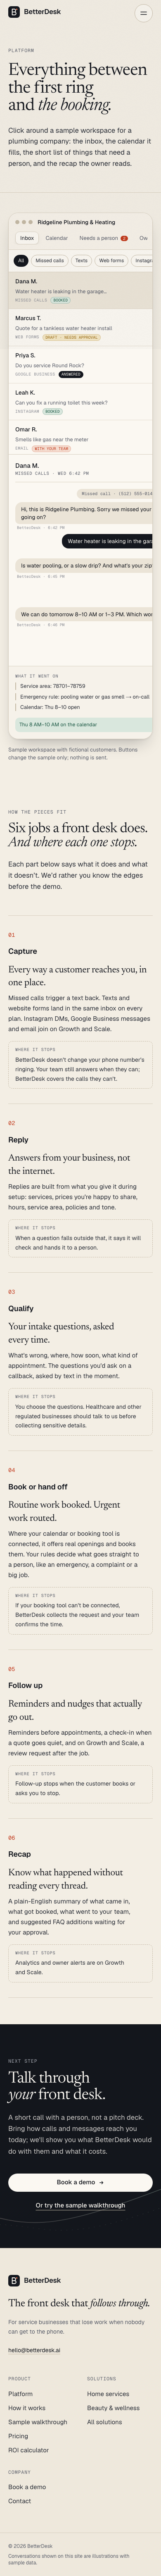 BetterDesk
PLATFORM
Everything between
the first ring
and the booking.
Click around a sample workspace for a
plumbing company: the inbox, the calendar it
fills, the short list of things that need a
person, and the recap the owner reads.
Ridgeline Plumbing & Heating
Inbox Calendar Needs a person 2 Ow
All Missed calls Texts Web forms Instagra
Dana M.
Water heater is leaking in the garage…
MISSED CALLS BOOKED
Marcus T.
Quote for a tankless water heater install
WEB FORMS DRAFT · NEEDS APPROVAL
Priya S.
Do you service Round Rock?
GOOGLE BUSINESS ANSWERED
Leah K.
Can you fix a running toilet this week?
INSTAGRAM BOOKED
Omar R.
Smells like gas near the meter
EMAIL WITH YOUR TEAM
Dana M.
MISSED CALLS · WED 6:42 PM
Missed call · (512) 555-014
Hi, this is Ridgeline Plumbing. Sorry we missed your
going on?
BetterDesk · 6:42 PM
Water heater is leaking in the gara
Is water pooling, or a slow drip? And what's your zip
BetterDesk · 6:45 PM
We can do tomorrow 8–10 AM or 1–3 PM. Which wor
BetterDesk · 6:46 PM
WHAT IT WENT ON
Service area: 78701–78759
Emergency rule: pooling water or gas smell → on-call
Calendar: Thu 8–10 open
Thu 8 AM–10 AM on the calendar
Sample workspace with fictional customers. Buttons
change the sample only; nothing is sent.
HOW THE PIECES FIT
Six jobs a front desk does.
And where each one stops.
Each part below says what it does and what
it doesn't. We'd rather you know the edges
before the demo.
01
Capture
Every way a customer reaches you, in
one place.
Missed calls trigger a text back. Texts and
website forms land in the same inbox on every
plan. Instagram DMs, Google Business messages
and email join on Growth and Scale.
WHERE IT STOPS
BetterDesk doesn't change your phone number's
ringing. Your team still answers when they can;
BetterDesk covers the calls they can't.
02
Reply
Answers from your business, not
the internet.
Replies are built from what you give it during
setup: services, prices you're happy to share,
hours, service area, policies and tone.
WHERE IT STOPS
When a question falls outside that, it says it will
check and hands it to a person.
03
Qualify
Your intake questions, asked
every time.
What's wrong, where, how soon, what kind of
appointment. The questions you'd ask on a
callback, asked by text in the moment.
WHERE IT STOPS
You choose the questions. Healthcare and other
regulated businesses should talk to us before
collecting sensitive details.
04
Book or hand off
Routine work booked. Urgent
work routed.
Where your calendar or booking tool is
connected, it offers real openings and books
them. Your rules decide what goes straight to
a person, like an emergency, a complaint or a
big job.
WHERE IT STOPS
If your booking tool can't be connected,
BetterDesk collects the request and your team
confirms the time.
05
Follow up
Reminders and nudges that actually
go out.
Reminders before appointments, a check-in when
a quote goes quiet, and on Growth and Scale, a
review request after the job.
WHERE IT STOPS
Follow-up stops when the customer books or
asks you to stop.
06
Recap
Know what happened without
reading every thread.
A plain-English summary of what came in,
what got booked, what went to your team,
and suggested FAQ additions waiting for
your approval.
WHERE IT STOPS
Analytics and owner alerts are on Growth
and Scale.
NEXT STEP
Talk through
your front desk.
A short call with a person, not a pitch deck.
Bring how calls and messages reach you
today; we'll show you what BetterDesk would
do with them and what it costs.
Book a demo →
Or try the sample walkthrough
BetterDesk
The front desk that follows through.
For service businesses that lose work when nobody
can get to the phone.
hello@betterdesk.ai
PRODUCT
Platform
How it works
Sample walkthrough
Pricing
ROI calculator
SOLUTIONS
Home services
Beauty & wellness
All solutions
COMPANY
Book a demo
Contact
© 2026 BetterDesk
Conversations shown on this site are illustrations with
sample data.